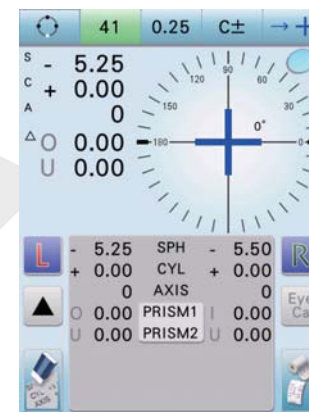 41 0.25 C± →+
S - 5.25
C + 0.00
A 0
△ O 0.00
U 0.00
90
120 60
150 30
180 0° 0
L - 5.25 SPH - 5.50 R
+ 0.00 CYL + 0.00
0 AXIS 0
▲ O 0.00 PRISM1 I 0.00 Eye Ca
U 0.00 PRISM2 U 0.00
CYL
AXIS